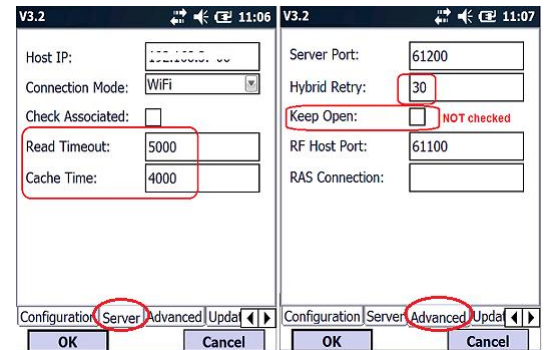 V3.2 11:06
Host IP:
Connection Mode: WiFi
Check Associated:
Read Timeout: 5000
Cache Time: 4000
Configuration Server Advanced Updat
OK Cancel
V3.2 11:07
Server Port: 61200
Hybrid Retry: 30
Keep Open: NOT checked
RF Host Port: 61100
RAS Connection:
Configuration Server Advanced Updat
OK Cancel